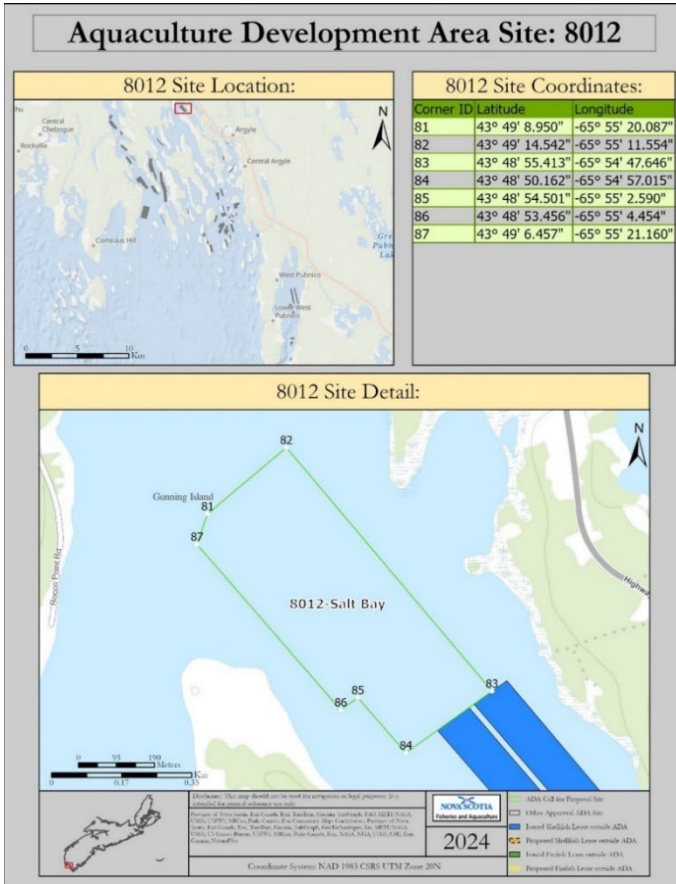 Aquaculture Development Area Site: 8012
8012 Site Location:
Central
Chebogue
Rockville
Argyle
Central Argyle
Comeaus Hill
West Pubnico
Lower West
Pubnico
N
0 5 10
Km
8012 Site Coordinates:
Corner ID Latitude Longitude
81 43° 49' 8.950" -65° 55' 20.087"
82 43° 49' 14.542" -65° 55' 11.554"
83 43° 48' 55.413" -65° 54' 47.646"
84 43° 48' 50.162" -65° 54' 57.015"
85 43° 48' 54.501" -65° 55' 2.590"
86 43° 48' 53.456" -65° 55' 4.454"
87 43° 49' 6.457" -65° 55' 21.160"
8012 Site Detail:
N
82
Gunning Island
81
87
8012-Salt Bay
83
85
86
84
Highway
0 95 190
Meters
0 0.17 0.35
Km
NOVA SCOTIA
Fisheries and Aquaculture
2024
Coordinate System: NAD 1983 CSRS UTM Zone 20N
ADA Call for Proposal Site
Other Approved ADA Site
Issued Shellfish Lease outside ADA
Proposed Shellfish Lease outside ADA
Issued Finfish Lease outside ADA
Proposed Finfish Lease outside ADA